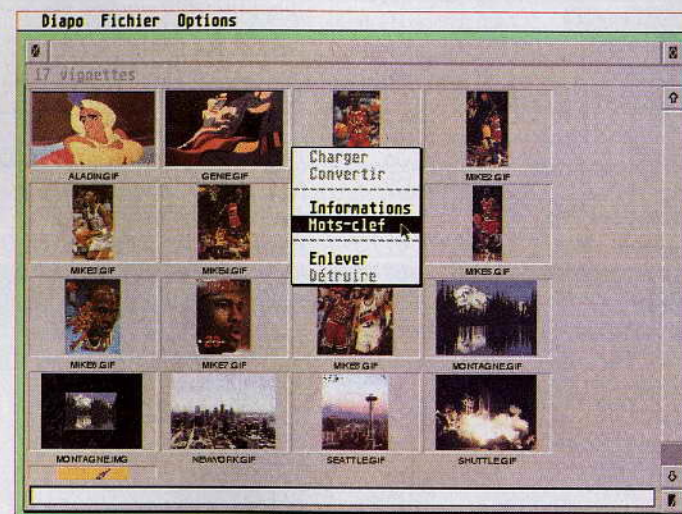 Diapo Fichier Options
17 vignettes
ALADIN.GIF
GENIE.GIF
MIKE2.GIF
Charger
Convertir
Informations
Mots-clef
Enlever
Détruire
MIKE3.GIF
MIKE4.GIF
MIKE5.GIF
MIKE6.GIF
MIKE7.GIF
MIKE8.GIF
MONTAGNE.GIF
MONTAGNE.IMG
NEWYORK.GIF
SEATTLE.GIF
SHUTTLE.GIF